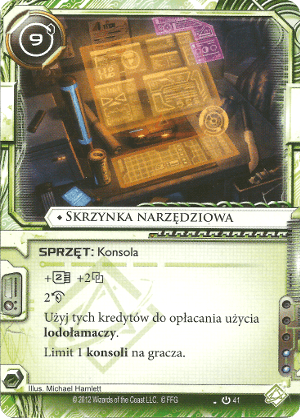 9
SKRZYNKA NARZĘDZIOWA
SPRZĘT: Konsola
+1 +2
2
Użyj tych kredytów do opłacania użycia
lodołamaczy.
Limit 1 konsoli na gracza.
Illus. Michael Hamlett
© 2012 Wizards of the Coast LLC. © FFG
41